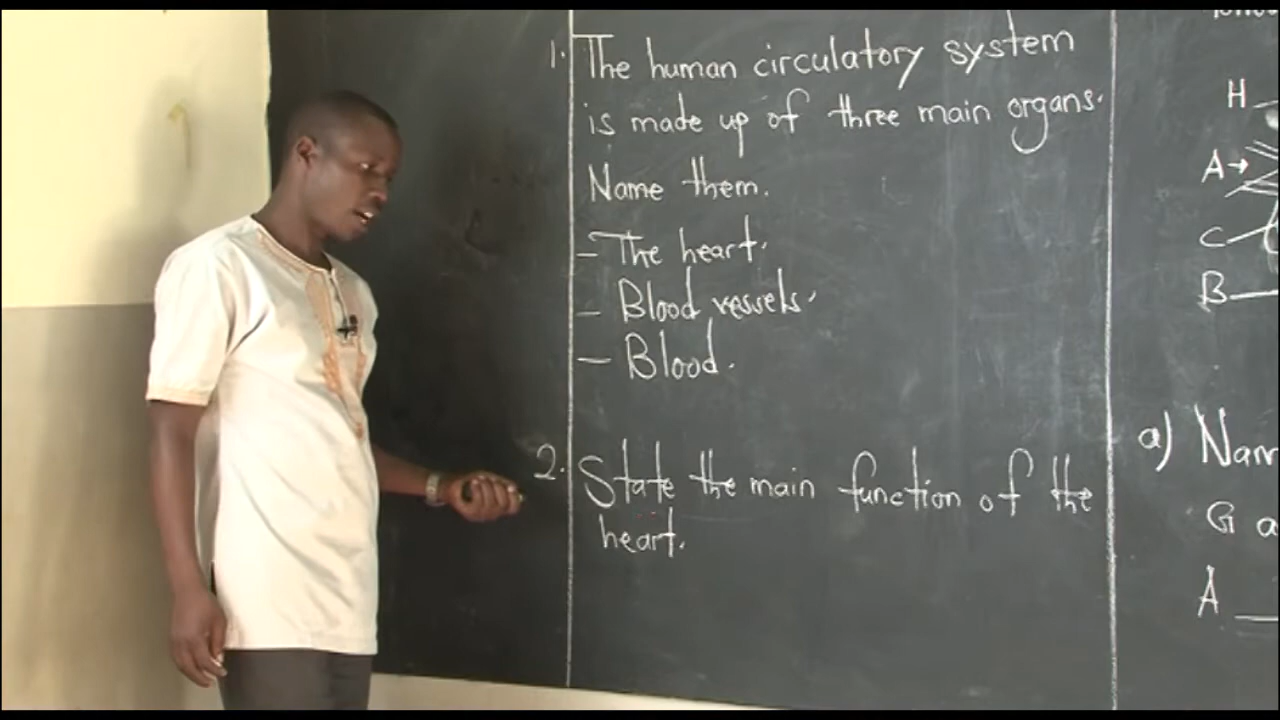 1. The human circulatory system
is made up of three main organs.
Name them.
- The heart.
- Blood vessels.
- Blood.
2. State the main function of the
heart.
H
A→
C
B
a)
G a
A